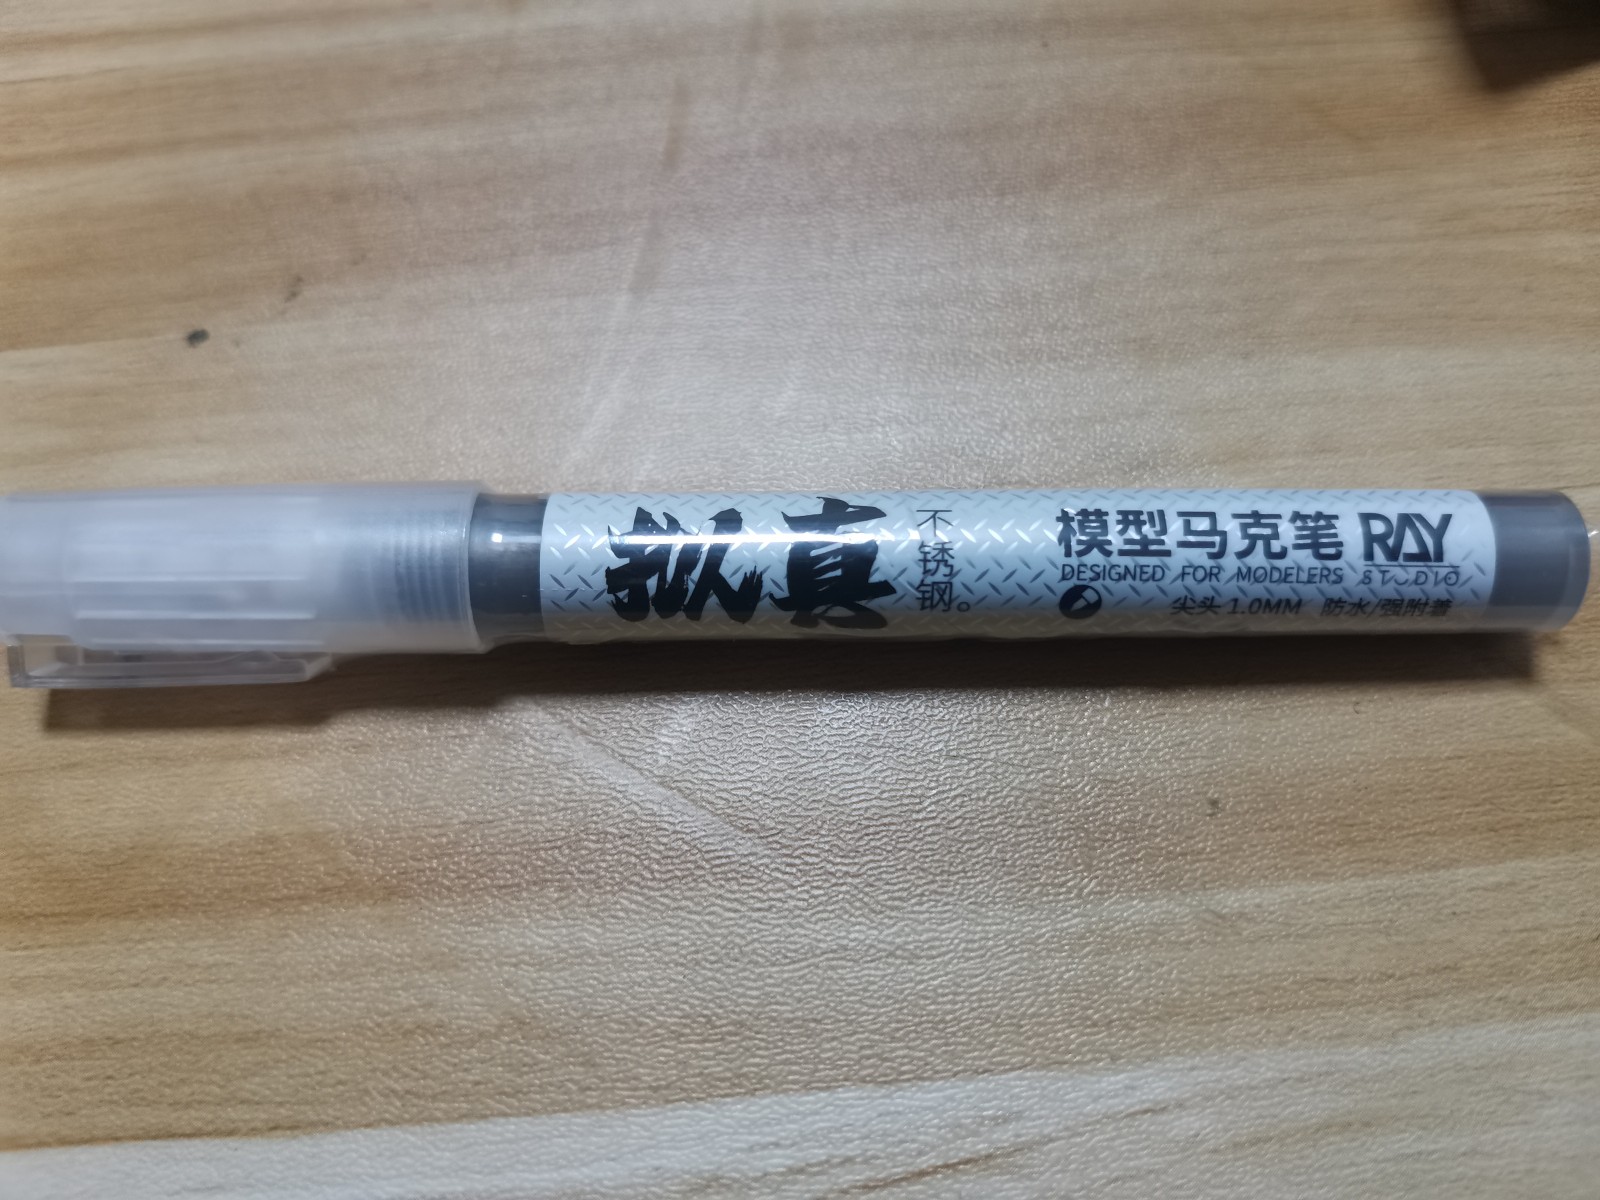 拟真
不锈钢。
模型马克笔 RAY
DESIGNED FOR MODELERS STUDIO
尖头 1.0MM 防水/强附着